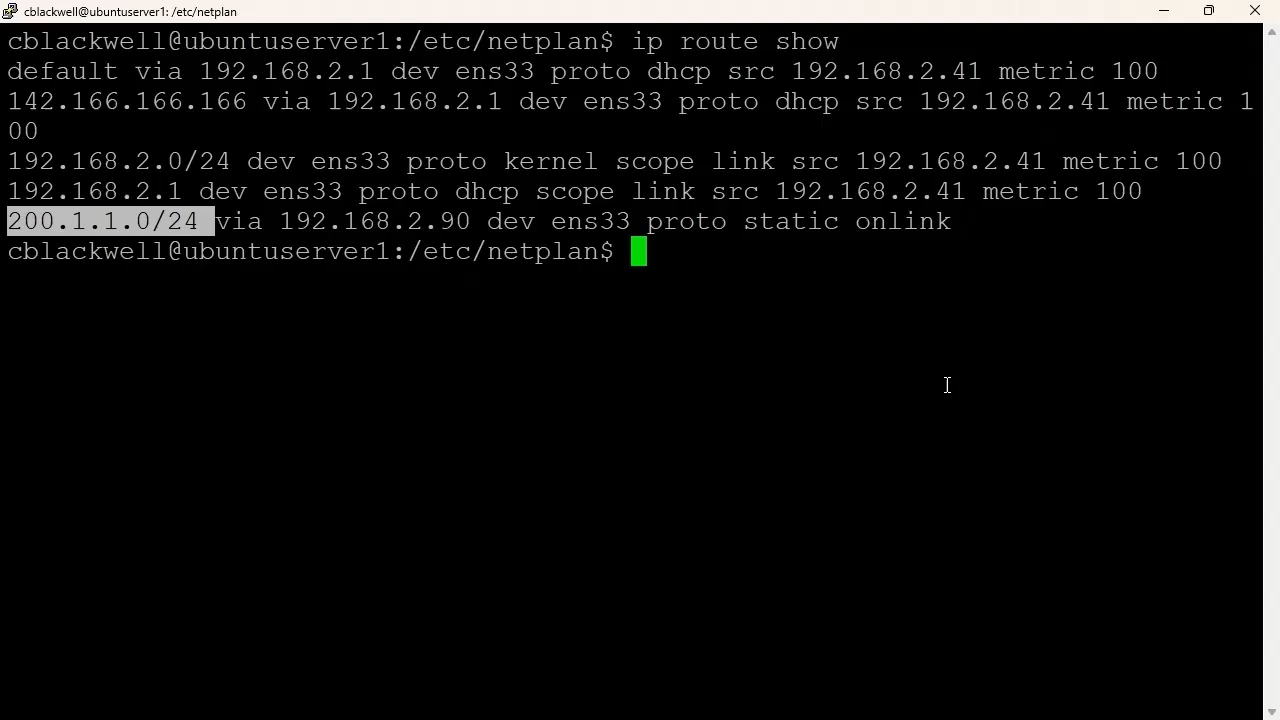 cblackwell@ubuntuserver1: /etc/netplan
cblackwell@ubuntuserver1:/etc/netplan$ ip route show
default via 192.168.2.1 dev ens33 proto dhcp src 192.168.2.41 metric 100
142.166.166.166 via 192.168.2.1 dev ens33 proto dhcp src 192.168.2.41 metric 1
00
192.168.2.0/24 dev ens33 proto kernel scope link src 192.168.2.41 metric 100
192.168.2.1 dev ens33 proto dhcp scope link src 192.168.2.41 metric 100
200.1.1.0/24 via 192.168.2.90 dev ens33 proto static onlink
cblackwell@ubuntuserver1:/etc/netplan$